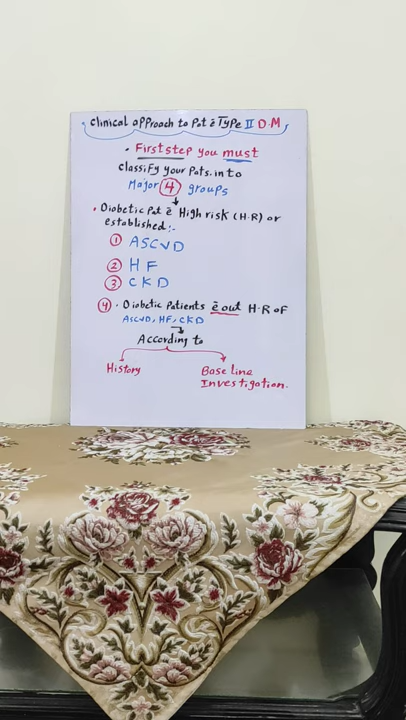 clinical approach to Pat ē Type II D.M
• First step you must
classify your Pats. into
Major 4 groups
• Diabetic Pat ē High risk (H.R) or
established:-
① ASCVD
② HF
③ CKD
④ • Diabetic Patients ē out H.R of
ASCVD, HF, CKD
According to
History
Base line
Investigation.